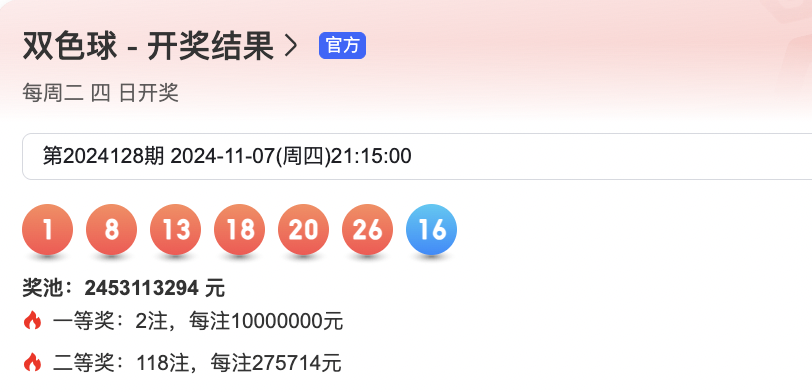 双色球 - 开奖结果 > 官方
每周二 四 日开奖
第2024128期 2024-11-07(周四)21:15:00
1 8 13 18 20 26 16
奖池：2453113294 元
一等奖：2注，每注10000000元
二等奖：118注，每注275714元